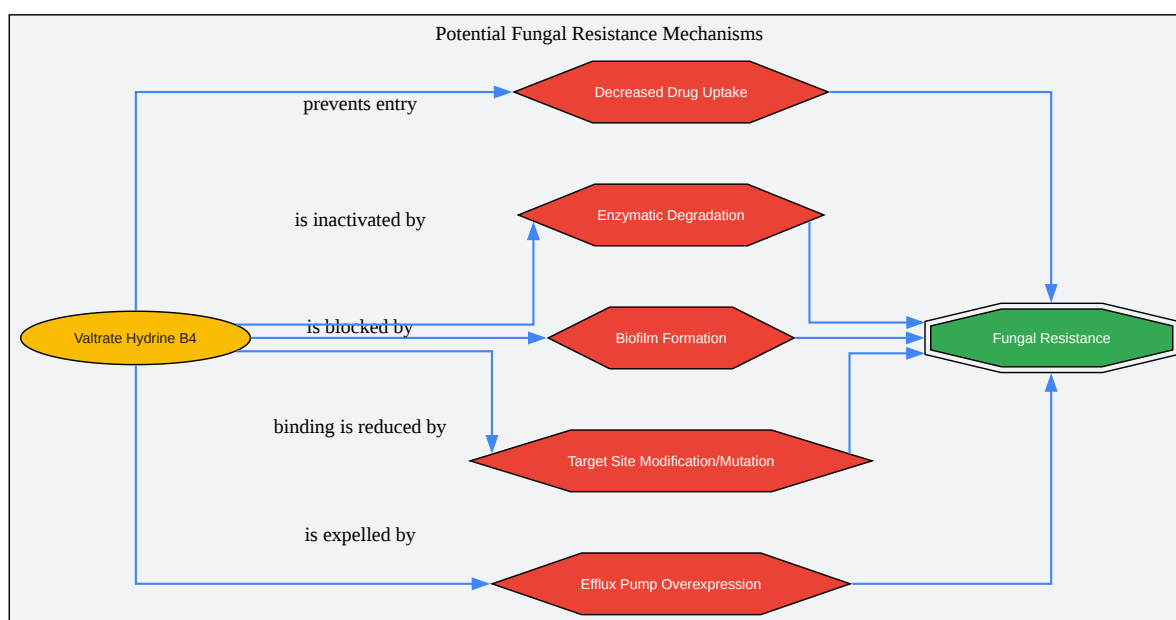 Potential Fungal Resistance Mechanisms
Decreased Drug Uptake
prevents entry
Enzymatic Degradation
is inactivated by
is blocked by
Valtrate Hydrine B4
Biofilm Formation
Fungal Resistance
binding is reduced by
Target Site Modification/Mutation
is expelled by
Efflux Pump Overexpression